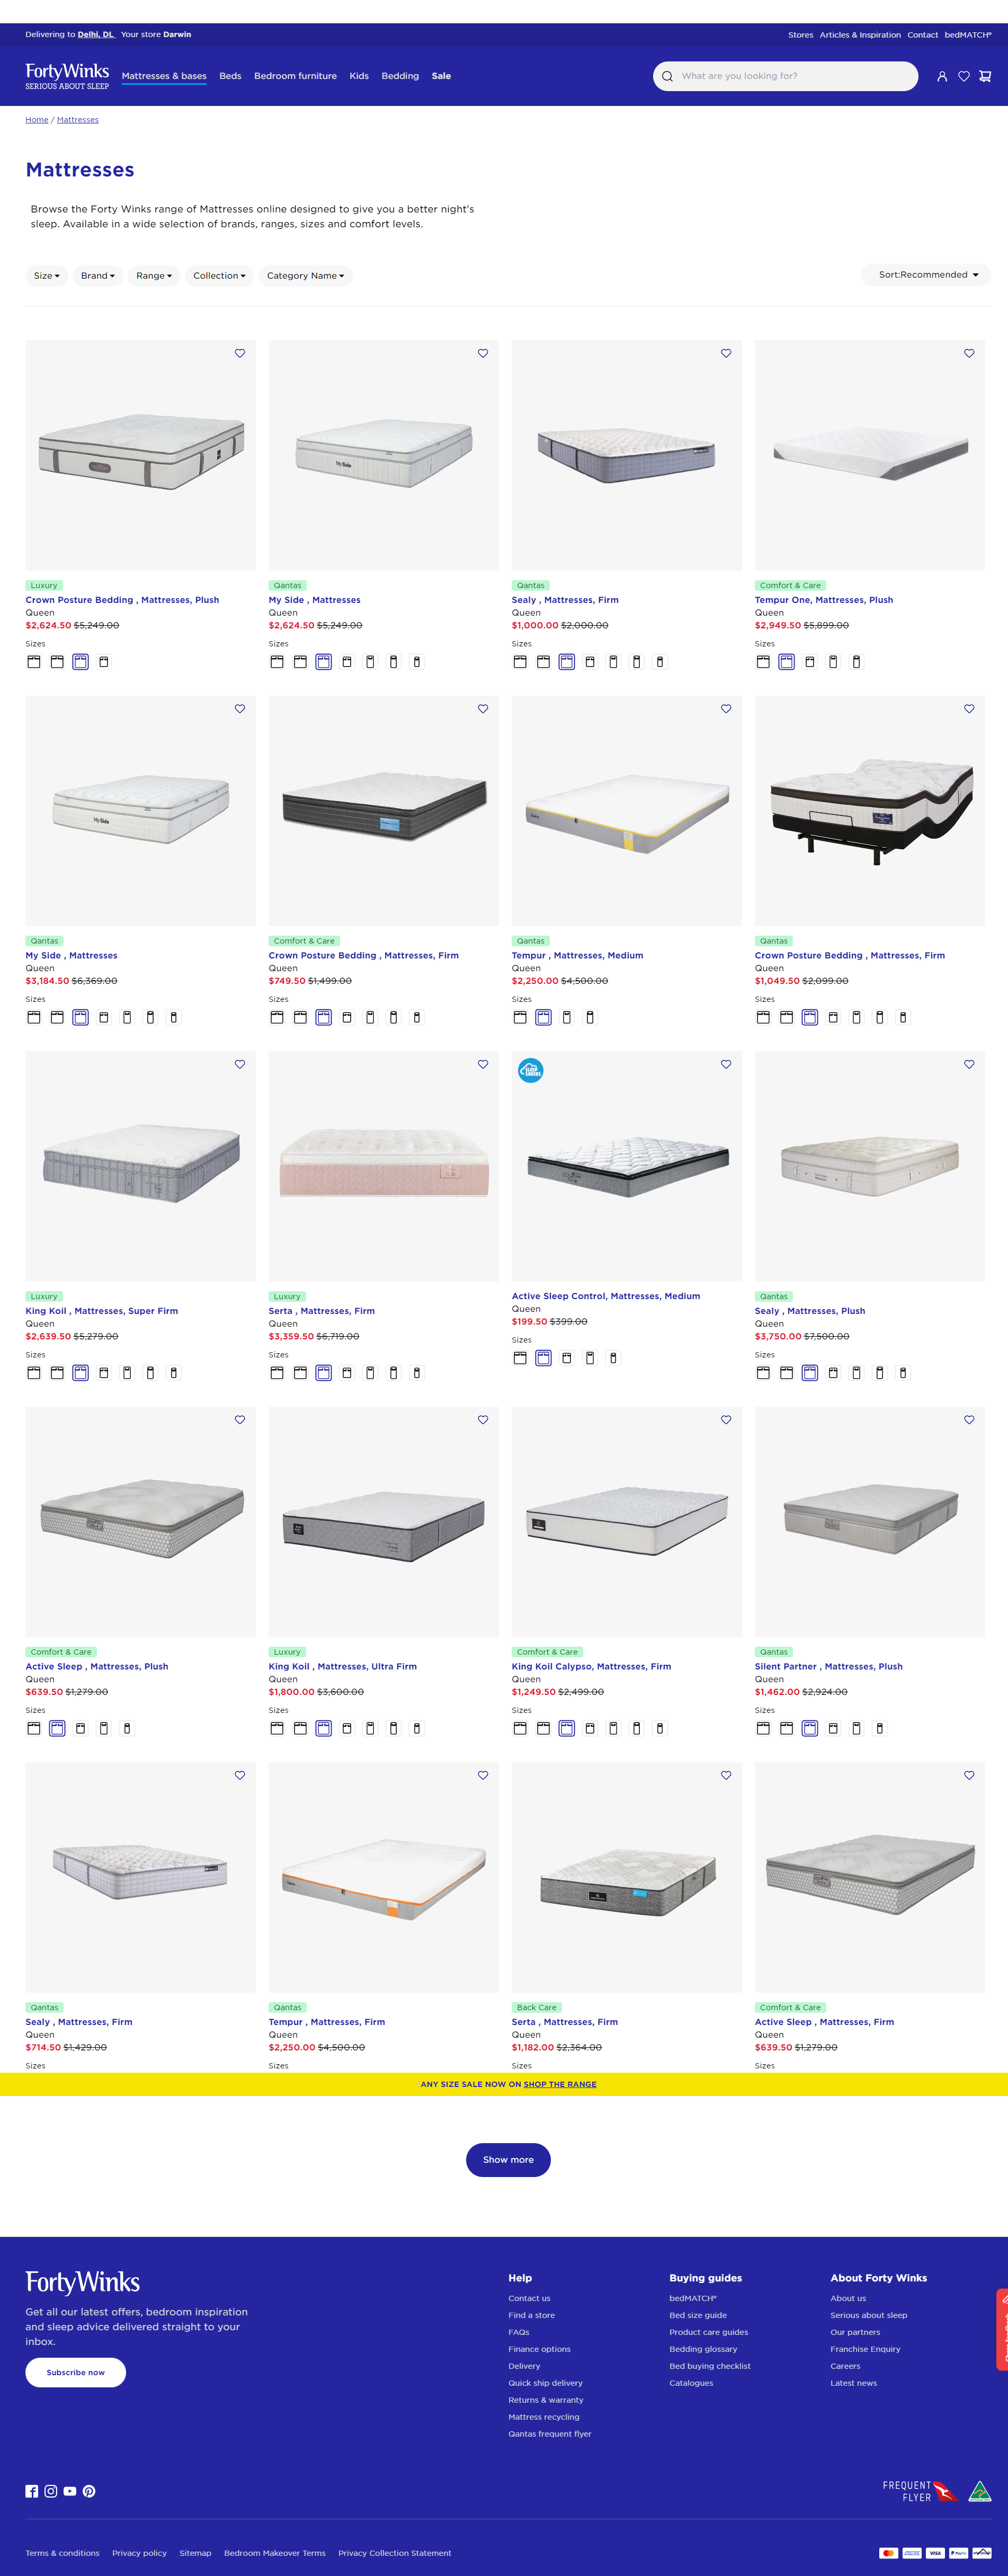 Delivering to Delhi, DL Your store Darwin
Stores Articles & Inspiration Contact bedMATCH®
FortyWinks
SERIOUS ABOUT SLEEP
Mattresses & bases Beds Bedroom furniture Kids Bedding Sale
What are you looking for?
Home / Mattresses
Mattresses
Browse the Forty Winks range of Mattresses online designed to give you a better night's
sleep. Available in a wide selection of brands, ranges, sizes and comfort levels.
Size Brand Range Collection Category Name
Sort:Recommended
MySide
Luxury
Crown Posture Bedding , Mattresses, Plush
Queen
$2,624.50 $5,249.00
Sizes
Qantas
My Side , Mattresses
Queen
$2,624.50 $5,249.00
Sizes
Qantas
Sealy , Mattresses, Firm
Queen
$1,000.00 $2,000.00
Sizes
Comfort & Care
Tempur One, Mattresses, Plush
Queen
$2,949.50 $5,899.00
Sizes
MySide
Qantas
My Side , Mattresses
Queen
$3,184.50 $6,369.00
Sizes
Comfort & Care
Crown Posture Bedding , Mattresses, Firm
Queen
$749.50 $1,499.00
Sizes
Qantas
Tempur , Mattresses, Medium
Queen
$2,250.00 $4,500.00
Sizes
Qantas
Crown Posture Bedding , Mattresses, Firm
Queen
$1,049.50 $2,099.00
Sizes
SLEEP
SAVERS
Luxury
King Koil , Mattresses, Super Firm
Queen
$2,639.50 $5,279.00
Sizes
Luxury
Serta , Mattresses, Firm
Queen
$3,359.50 $6,719.00
Sizes
Active Sleep Control, Mattresses, Medium
Queen
$199.50 $399.00
Sizes
Qantas
Sealy , Mattresses, Plush
Queen
$3,750.00 $7,500.00
Sizes
Comfort & Care
Active Sleep , Mattresses, Plush
Queen
$639.50 $1,279.00
Sizes
Luxury
King Koil , Mattresses, Ultra Firm
Queen
$1,800.00 $3,600.00
Sizes
Comfort & Care
King Koil Calypso, Mattresses, Firm
Queen
$1,249.50 $2,499.00
Sizes
Qantas
Silent Partner , Mattresses, Plush
Queen
$1,462.00 $2,924.00
Sizes
Qantas
Sealy , Mattresses, Firm
Queen
$714.50 $1,429.00
Sizes
Qantas
Tempur , Mattresses, Firm
Queen
$2,250.00 $4,500.00
Sizes
Back Care
Serta , Mattresses, Firm
Queen
$1,182.00 $2,364.00
Sizes
Comfort & Care
Active Sleep , Mattresses, Firm
Queen
$639.50 $1,279.00
Sizes
ANY SIZE SALE NOW ON SHOP THE RANGE
Show more
FortyWinks
Get all our latest offers, bedroom inspiration
and sleep advice delivered straight to your
inbox.
Subscribe now
Help
Contact us
Find a store
FAQs
Finance options
Delivery
Quick ship delivery
Returns & warranty
Mattress recycling
Qantas frequent flyer
Buying guides
bedMATCH®
Bed size guide
Product care guides
Bedding glossary
Bed buying checklist
Catalogues
About Forty Winks
About us
Serious about sleep
Our partners
Franchise Enquiry
Careers
Latest news
FREQUENT
FLYER
Terms & conditions Privacy policy Sitemap Bedroom Makeover Terms Privacy Collection Statement
VISA PayPal